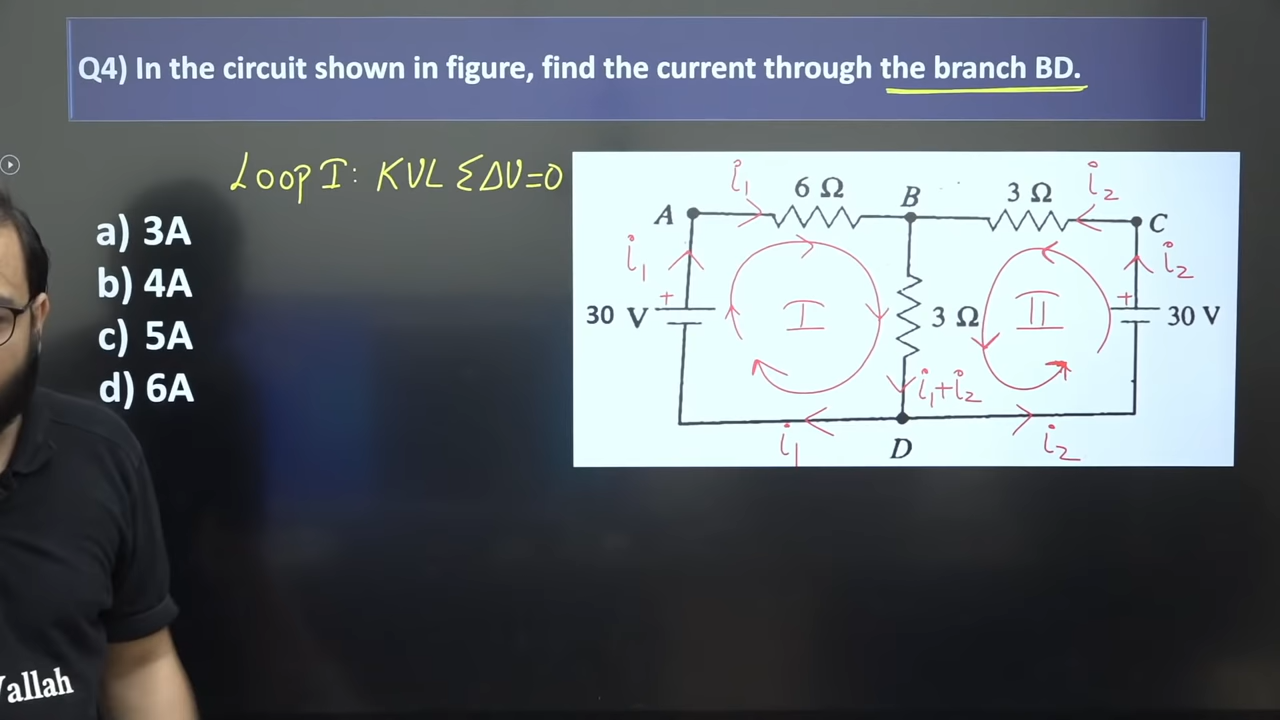 Q4) In the circuit shown in figure, find the current through the branch BD.
Loop I: KVL ΣΔV=0
a) 3A
b) 4A
c) 5A
d) 6A
i₁ 6 Ω B 3 Ω i₂
A C
i₁ i₂
+ +
30 V I 3 Ω II 30 V
i₁+i₂
i₁ D i₂
allah